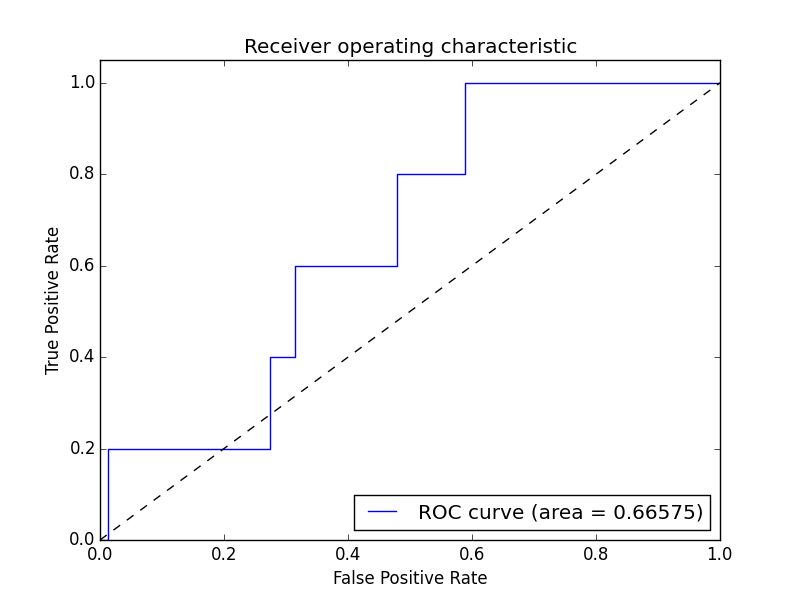 Receiver operating characteristic
1.0
0.8
0.6
0.4
0.2
0.0
True Positive Rate
ROC curve (area = 0.66575)
0.0 0.2 0.4 0.6 0.8 1.0
False Positive Rate